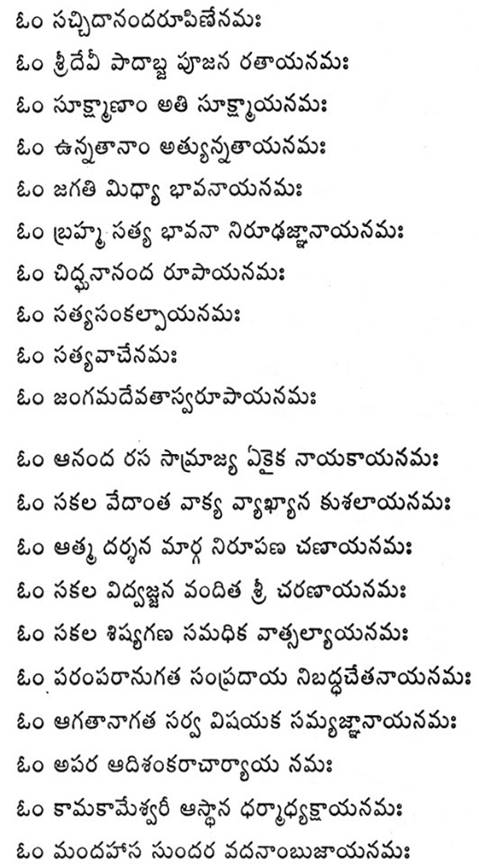 ఓం సచ్చిదానందరూపిణేనమః
ఓం శ్రీదేవీ పాదాబ్జ పూజన రతాయనమః
ఓం సూక్ష్మాణాం అతి సూక్ష్మాయనమః
ఓం ఉన్నతానాం అత్యున్నతాయనమః
ఓం జగతి మిధ్యా భావనాయనమః
ఓం బ్రహ్మ సత్య భావనా నిరూఢజ్ఞానాయనమః
ఓం చిద్ఘనానంద రూపాయనమః
ఓం సత్యసంకల్పాయనమః
ఓం సత్యవాచేనమః
ఓం జంగమదేవతాస్వరూపాయనమః
ఓం ఆనంద రస సామ్రాజ్య ఏకైక నాయకాయనమః
ఓం సకల వేదాంత వాక్య వ్యాఖ్యాన కుశలాయనమః
ఓం ఆత్మ దర్శన మార్గ నిరూపణ చణాయనమః
ఓం సకల విద్వజ్జన వందిత శ్రీ చరణాయనమః
ఓం సకల శిష్యగణ సమధిక వాత్సల్యాయనమః
ఓం పరంపరానుగత సంప్రదాయ నిబద్ధచేతనాయనమః
ఓం ఆగతానాగత సర్వ విషయక సమ్యజ్ఞానాయనమః
ఓం అపర ఆదిశంకరాచార్యాయ నమః
ఓం కామకామేశ్వరీ ఆస్థాన ధర్మాధ్యక్షాయనమః
ఓం మందహాస సుందర వదనాంబుజాయనమః